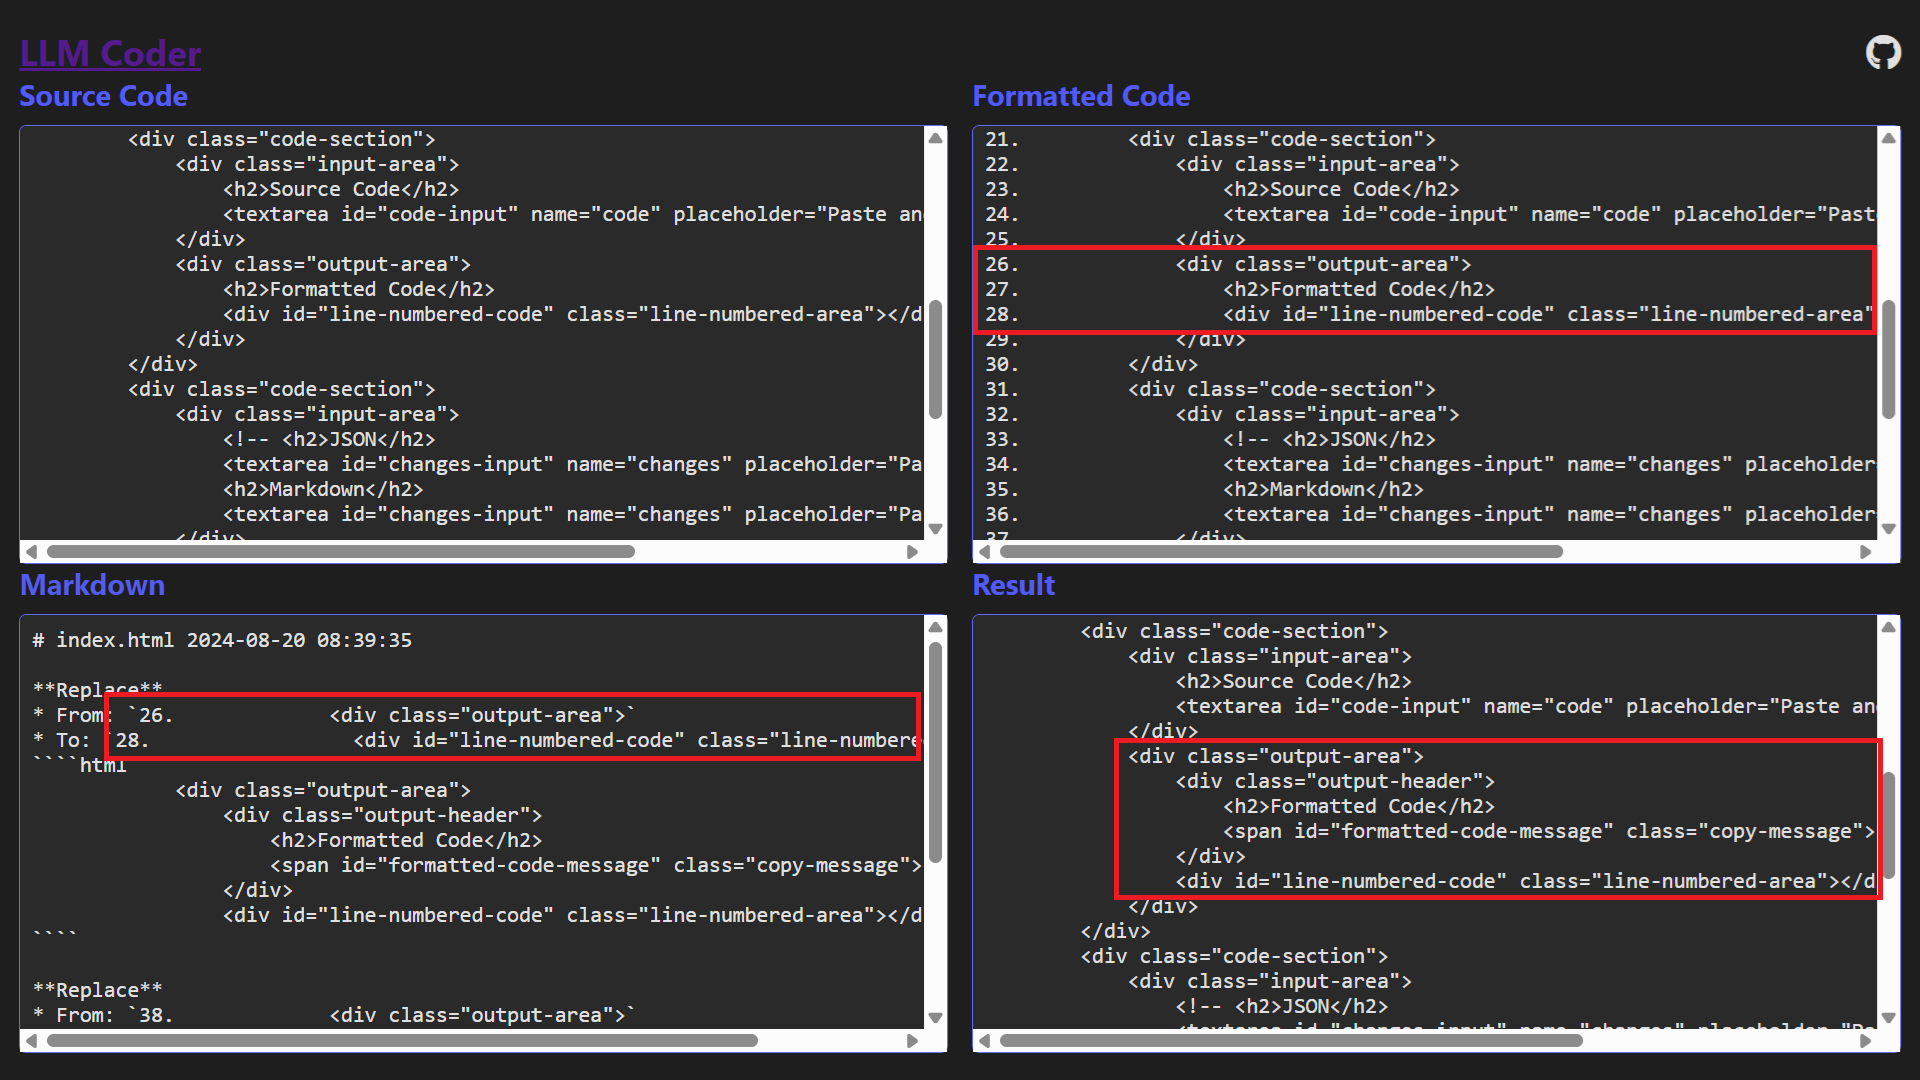 LLM Coder
Source Code
        <div class="code-section">
            <div class="input-area">
                <h2>Source Code</h2>
                <textarea id="code-input" name="code" placeholder="Paste an
            </div>
            <div class="output-area">
                <h2>Formatted Code</h2>
                <div id="line-numbered-code" class="line-numbered-area"></d
            </div>
        </div>
        <div class="code-section">
            <div class="input-area">
                <!-- <h2>JSON</h2>
                <textarea id="changes-input" name="changes" placeholder="Pa
                <h2>Markdown</h2>
                <textarea id="changes-input" name="changes" placeholder="Pa
            </div>
Formatted Code
21.         <div class="code-section">
22.             <div class="input-area">
23.                 <h2>Source Code</h2>
24.                 <textarea id="code-input" name="code" placeholder="Past
25.             </div>
26.             <div class="output-area">
27.                 <h2>Formatted Code</h2>
28.                 <div id="line-numbered-code" class="line-numbered-area"
29.             </div>
30.         </div>
31.         <div class="code-section">
32.             <div class="input-area">
33.                 <!-- <h2>JSON</h2>
34.                 <textarea id="changes-input" name="changes" placeholder
35.                 <h2>Markdown</h2>
36.                 <textarea id="changes-input" name="changes" placeholder
37.             </div>
Markdown
# index.html 2024-08-20 08:39:35
**Replace**
* From: `26.             <div class="output-area">`
* To: `28.                 <div id="line-numbered-code" class="line-numbere
````html
            <div class="output-area">
                <div class="output-header">
                    <h2>Formatted Code</h2>
                    <span id="formatted-code-message" class="copy-message">
                </div>
                <div id="line-numbered-code" class="line-numbered-area"></d
````
**Replace**
* From: `38.             <div class="output-area">`
Result
        <div class="code-section">
            <div class="input-area">
                <h2>Source Code</h2>
                <textarea id="code-input" name="code" placeholder="Paste an
            </div>
            <div class="output-area">
                <div class="output-header">
                    <h2>Formatted Code</h2>
                    <span id="formatted-code-message" class="copy-message">
                </div>
                <div id="line-numbered-code" class="line-numbered-area"></d
            </div>
        </div>
        <div class="code-section">
            <div class="input-area">
                <!-- <h2>JSON</h2>
                <textarea id="changes-input" name="changes" placeholder="Pa